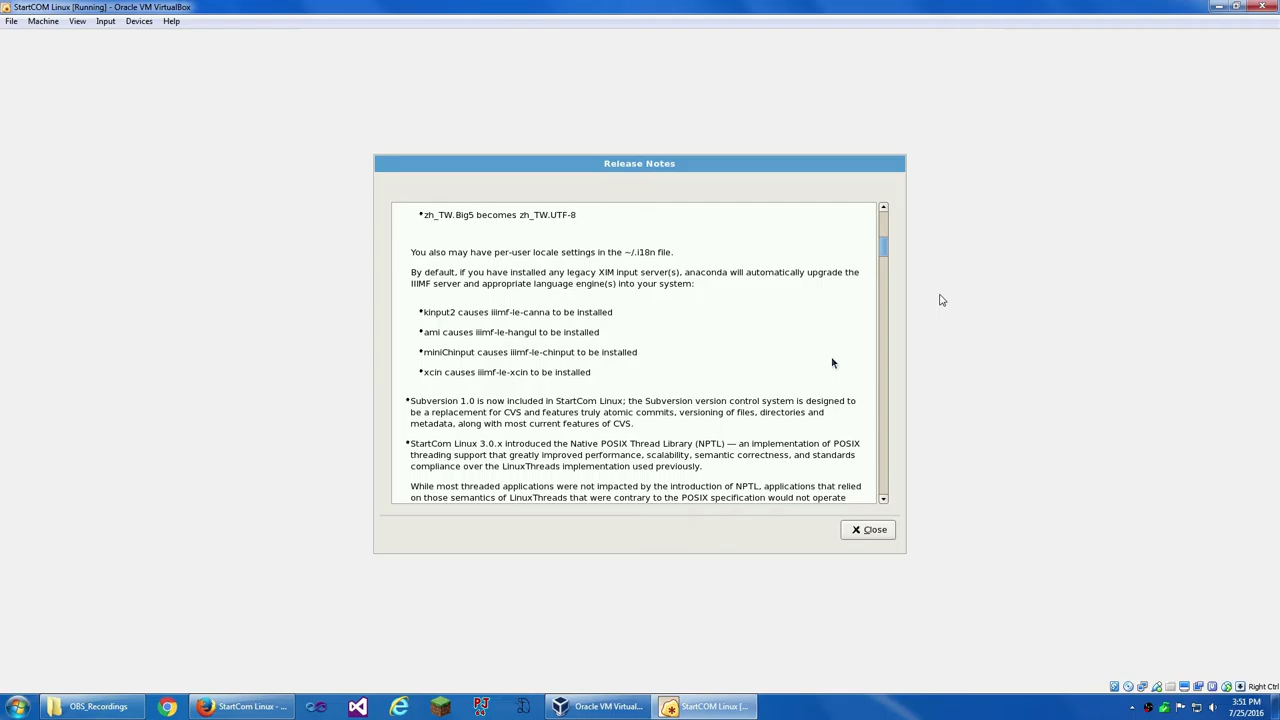 StartCOM Linux [Running] - Oracle VM VirtualBox
File Machine View Input Devices Help
Release Notes
•zh_TW.Big5 becomes zh_TW.UTF-8
You also may have per-user locale settings in the ~/.i18n file.
By default, if you have installed any legacy XIM input server(s), anaconda will automatically upgrade the
IIIMF server and appropriate language engine(s) into your system:
•kinput2 causes iiimf-le-canna to be installed
•ami causes iiimf-le-hangul to be installed
•miniChinput causes iiimf-le-chinput to be installed
•xcin causes iiimf-le-xcin to be installed
•Subversion 1.0 is now included in StartCom Linux; the Subversion version control system is designed to
be a replacement for CVS and features truly atomic commits, versioning of files, directories and
metadata, along with most current features of CVS.
•StartCom Linux 3.0.x introduced the Native POSIX Thread Library (NPTL) — an implementation of POSIX
threading support that greatly improved performance, scalability, semantic correctness, and standards
compliance over the LinuxThreads implementation used previously.
While most threaded applications were not impacted by the introduction of NPTL, applications that relied
on those semantics of LinuxThreads that were contrary to the POSIX specification would not operate
Close
Right Ctrl
OBS_Recordings
StartCom Linux - ...
Oracle VM Virtual...
StartCOM Linux [...
3:51 PM
7/25/2016